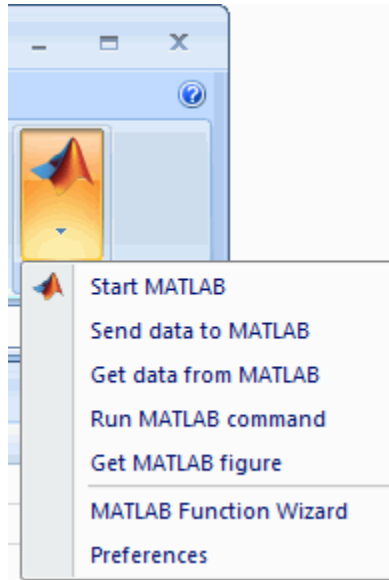 Start MATLAB
Send data to MATLAB
Get data from MATLAB
Run MATLAB command
Get MATLAB figure
MATLAB Function Wizard
Preferences